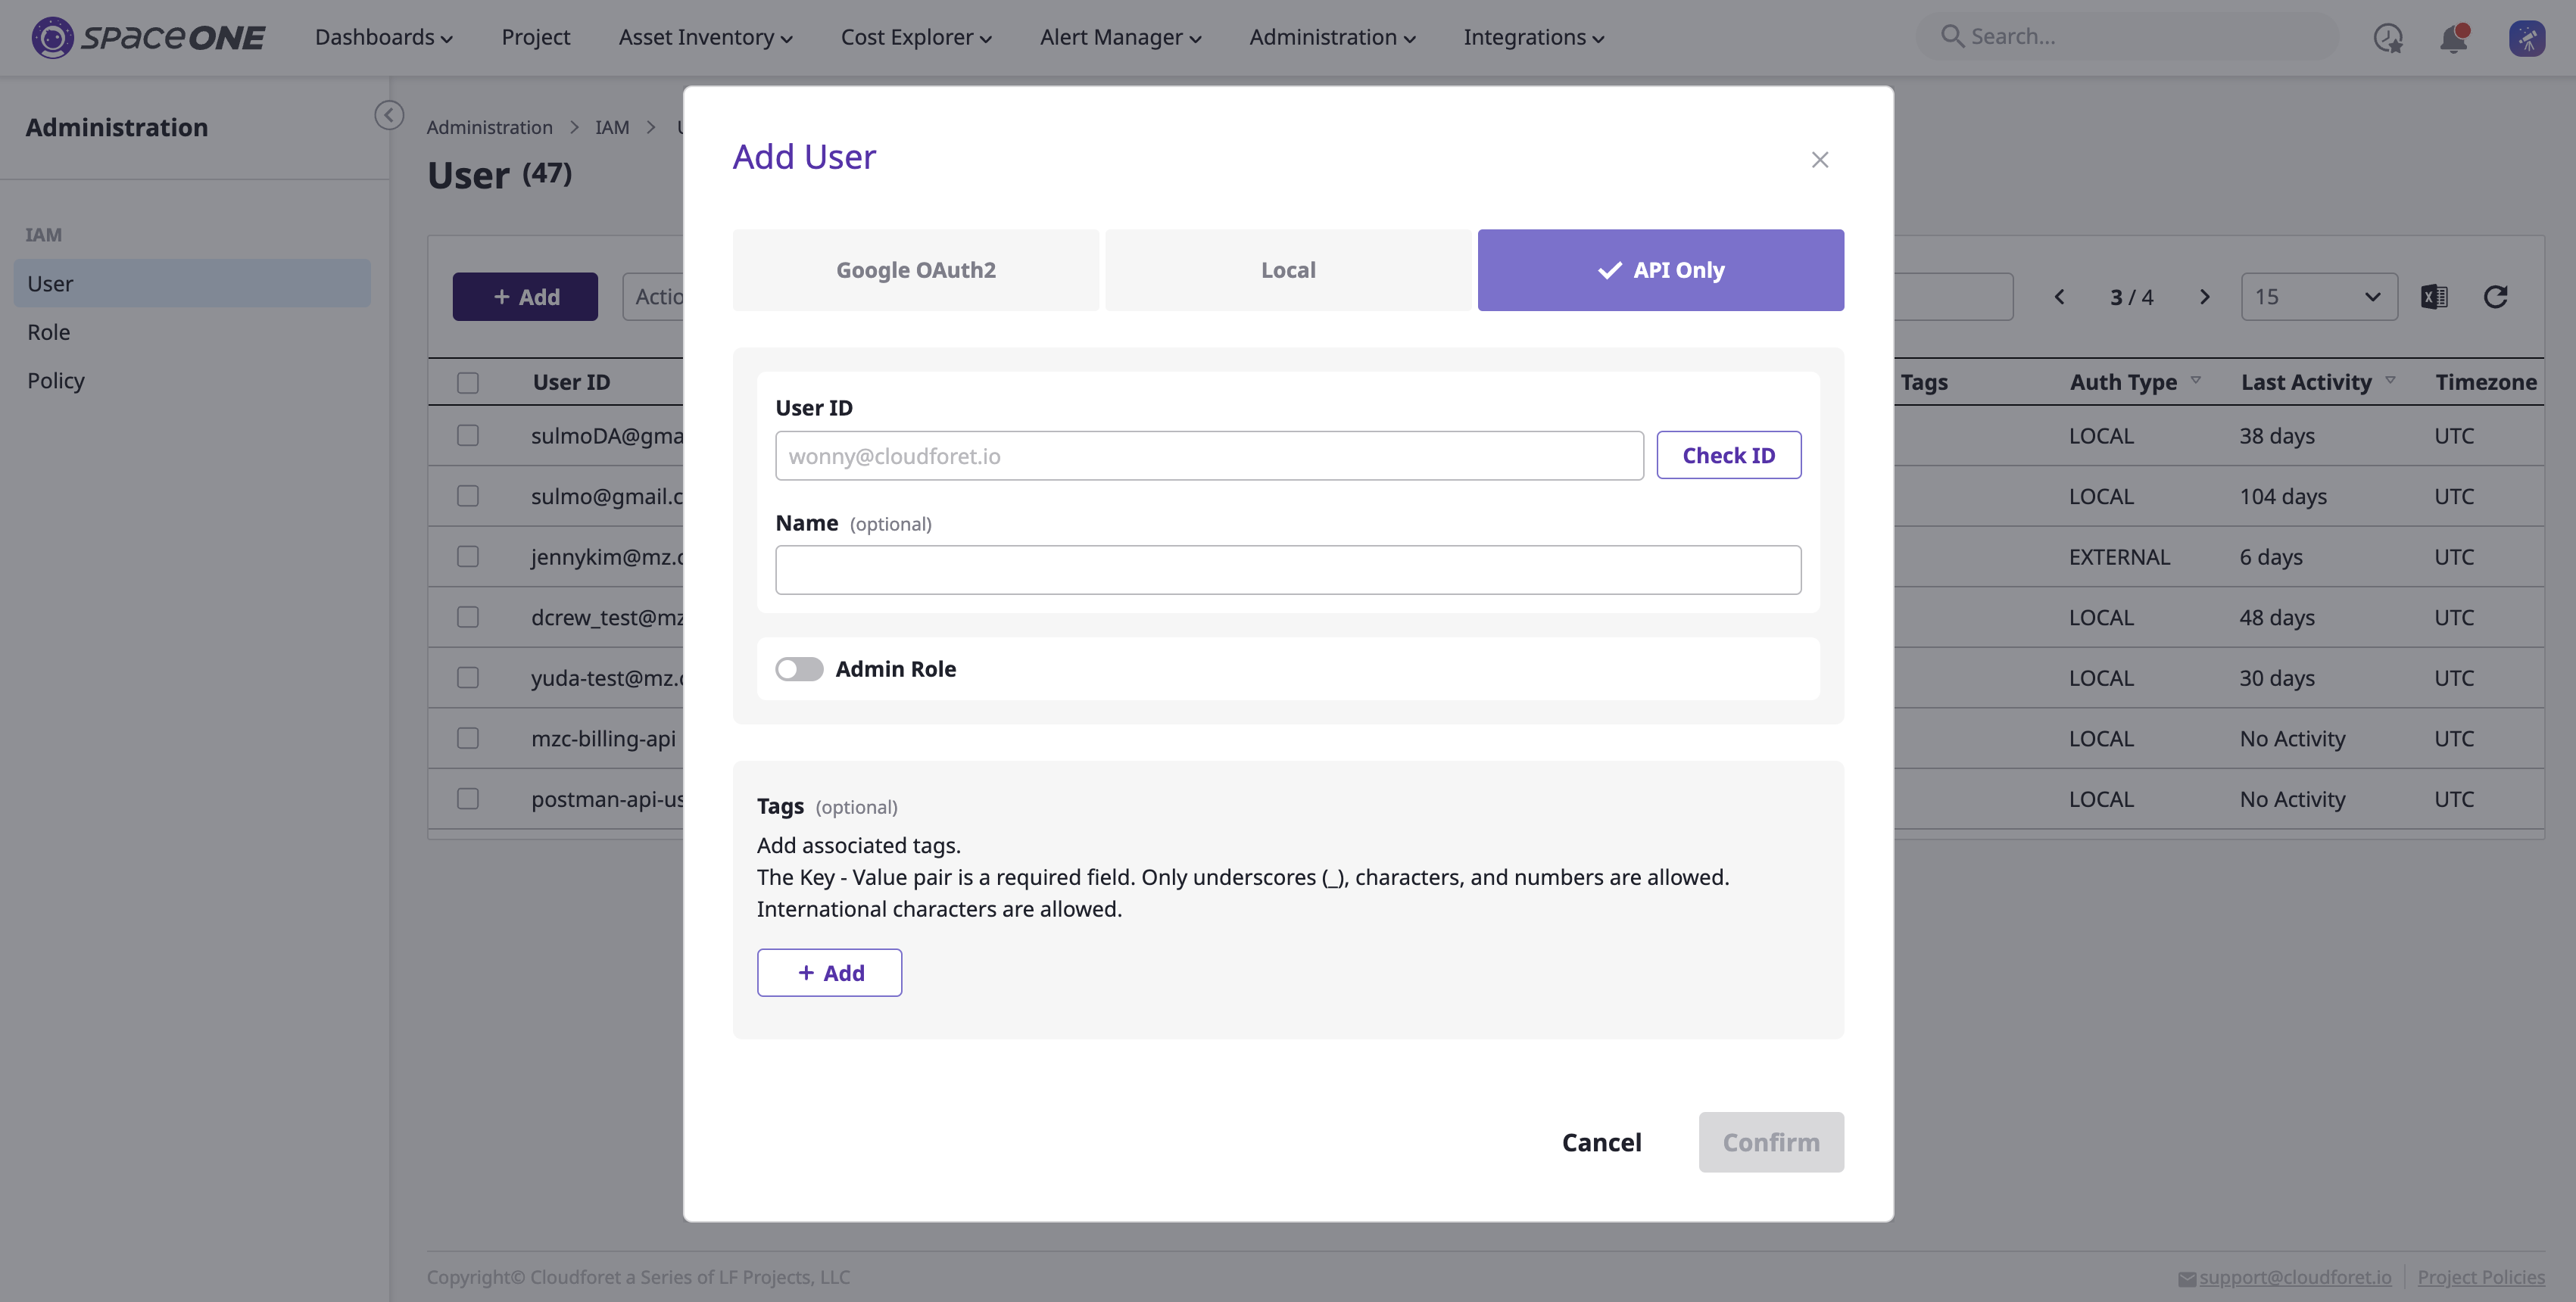 SPACEONE
Dashboards
Project
Asset Inventory
Cost Explorer
Alert Manager
Administration
Integrations
Search...
Administration
IAM
User
Role
Policy
Administration > IAM >
User (47)
+ Add
Actio
3 / 4
15
User ID
Tags
Auth Type
Last Activity
Timezone
sulmoDA@gma
LOCAL
38 days
UTC
sulmo@gmail.c
LOCAL
104 days
UTC
jennykim@mz.
EXTERNAL
6 days
UTC
dcrew_test@mz
LOCAL
48 days
UTC
yuda-test@mz.
LOCAL
30 days
UTC
mzc-billing-api
LOCAL
No Activity
UTC
postman-api-us
LOCAL
No Activity
UTC
Add User
Google OAuth2
Local
API Only
User ID
wonny@cloudforet.io
Check ID
Name (optional)
Admin Role
Tags (optional)
Add associated tags.
The Key - Value pair is a required field. Only underscores (_), characters, and numbers are allowed.
International characters are allowed.
+ Add
Cancel
Confirm
Copyright© Cloudforet a Series of LF Projects, LLC
support@cloudforet.io
Project Policies